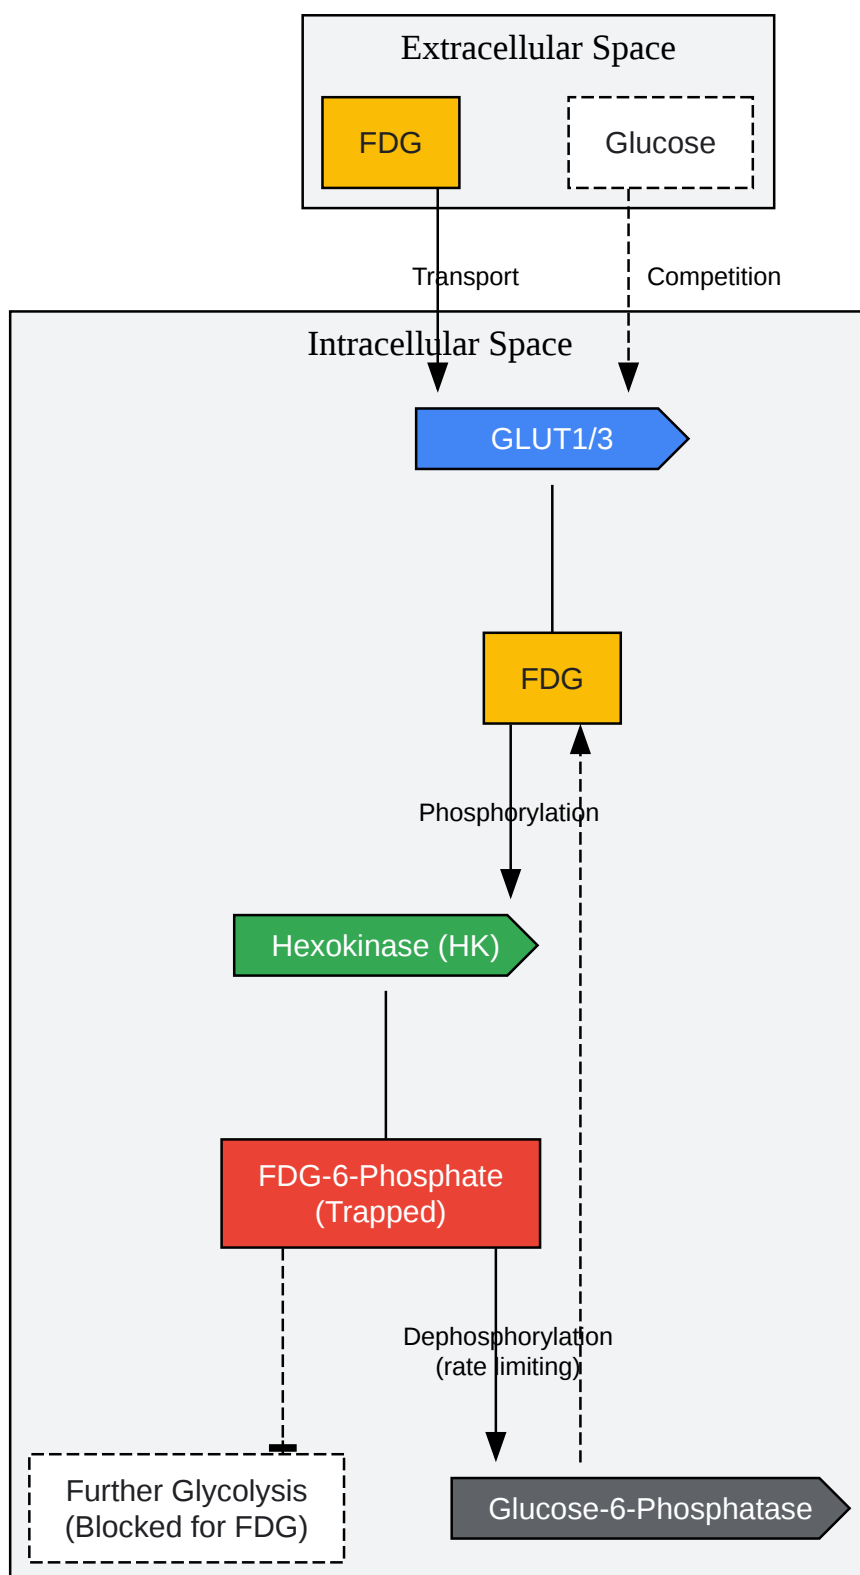 Extracellular Space
FDG
Glucose
Transport
Competition
Intracellular Space
GLUT1/3
FDG
Phosphorylation
Hexokinase (HK)
FDG-6-Phosphate
(Trapped)
Dephosphorylation
(rate limiting)
Further Glycolysis
(Blocked for FDG)
Glucose-6-Phosphatase